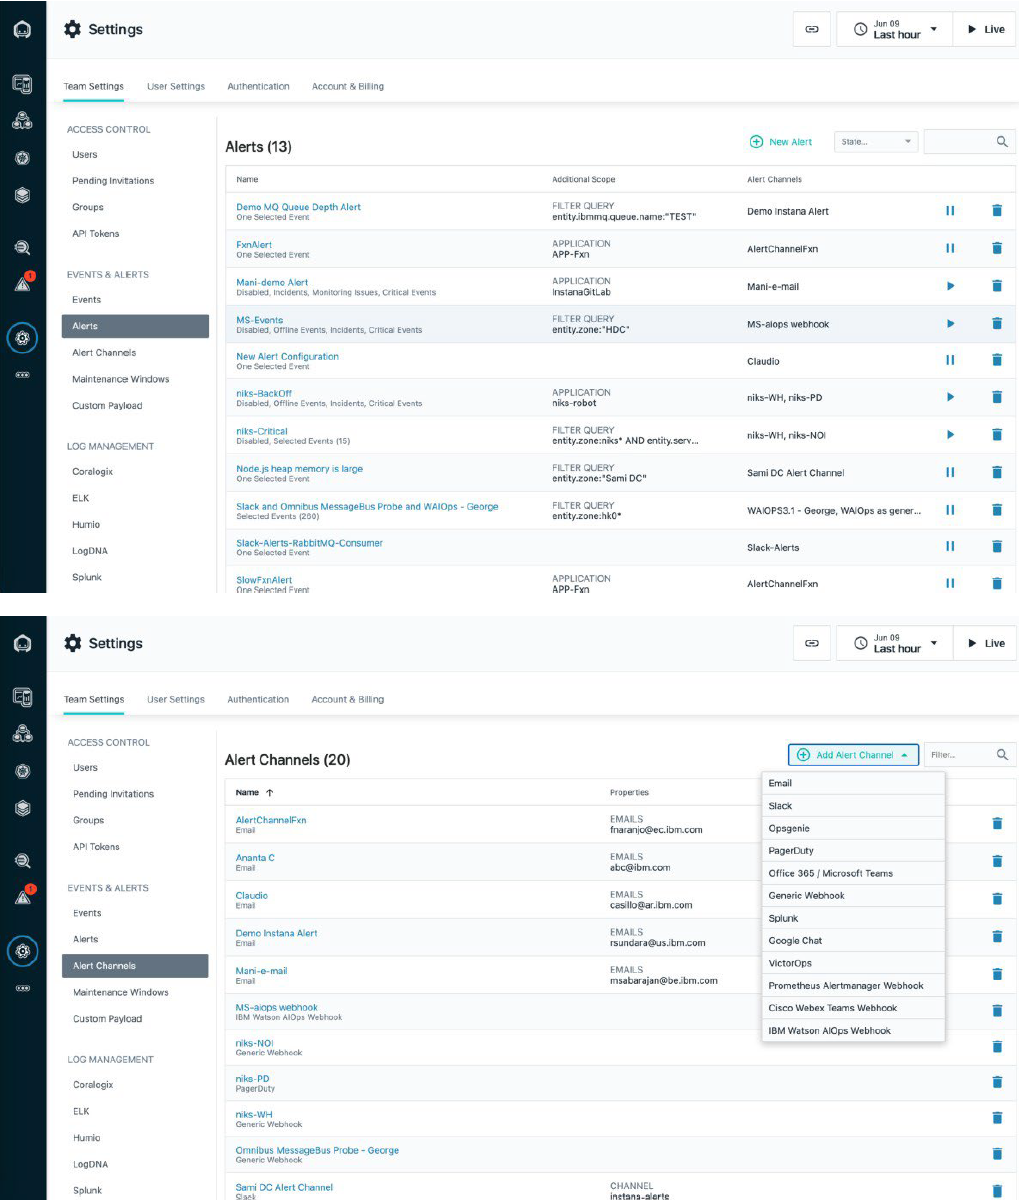 Settings
Jun 09
Last hour
Live
Team Settings
User Settings
Authentication
Account & Billing
ACCESS CONTROL
Users
Pending Invitations
Groups
API Tokens
EVENTS & ALERTS
1
Events
Alerts
Alert Channels
Maintenance Windows
Custom Payload
LOG MANAGEMENT
Coralogix
ELK
Humio
LogDNA
Splunk
Alerts (13)
New Alert
State...
Name
Additional Scope
Alert Channels
Demo MQ Queue Depth Alert
One Selected Event
FILTER QUERY
entity.ibmmq.queue.name:"TEST"
Demo Instana Alert
FxnAlert
One Selected Event
APPLICATION
APP-Fxn
AlertChannelFxn
Mani-demo Alert
Disabled, Incidents, Monitoring Issues, Critical Events
APPLICATION
InstanaGitLab
Mani-e-mail
MS-Events
Disabled, Offline Events, Incidents, Critical Events
FILTER QUERY
entity.zone:"HDC"
MS-aiops webhook
New Alert Configuration
One Selected Event
Claudio
niks-BackOff
Disabled, Offline Events, Incidents, Critical Events
APPLICATION
niks-robot
niks-WH, niks-PD
niks-Critical
Disabled, Selected Events (15)
FILTER QUERY
entity.zone:niks* AND entity.serv...
niks-WH, niks-NOI
Node.js heap memory is large
One Selected Event
FILTER QUERY
entity.zone:"Sami DC"
Sami DC Alert Channel
Slack and Omnibus MessageBus Probe and WAIOps - George
Selected Events (260)
FILTER QUERY
entity.zone:hk0*
WAIOPS3.1 - George, WAIOps as gener...
Slack-Alerts-RabbitMQ-Consumer
One Selected Event
Slack-Alerts
SlowFxnAlert
One Selected Event
APPLICATION
APP-Fxn
AlertChannelFxn
Settings
Jun 09
Last hour
Live
Team Settings
User Settings
Authentication
Account & Billing
ACCESS CONTROL
Users
Pending Invitations
Groups
API Tokens
EVENTS & ALERTS
1
Events
Alerts
Alert Channels
Maintenance Windows
Custom Payload
LOG MANAGEMENT
Coralogix
ELK
Humio
LogDNA
Splunk
Alert Channels (20)
Add Alert Channel
Filter...
Email
Slack
Opsgenie
PagerDuty
Office 365 / Microsoft Teams
Generic Webhook
Splunk
Google Chat
VictorOps
Prometheus Alertmanager Webhook
Cisco Webex Teams Webhook
IBM Watson AIOps Webhook
Name
Properties
AlertChannelFxn
Email
EMAILS
fnaranjo@ec.ibm.com
Ananta C
Email
EMAILS
abc@ibm.com
Claudio
Email
EMAILS
casillo@ar.ibm.com
Demo Instana Alert
Email
EMAILS
rsundara@us.ibm.com
Mani-e-mail
Email
EMAILS
msabarajan@be.ibm.com
MS-aiops webhook
IBM Watson AIOps Webhook
niks-NOI
Generic Webhook
niks-PD
PagerDuty
niks-WH
Generic Webhook
Omnibus MessageBus Probe - George
Generic Webhook
Sami DC Alert Channel
Slack
CHANNEL
instana-alerts